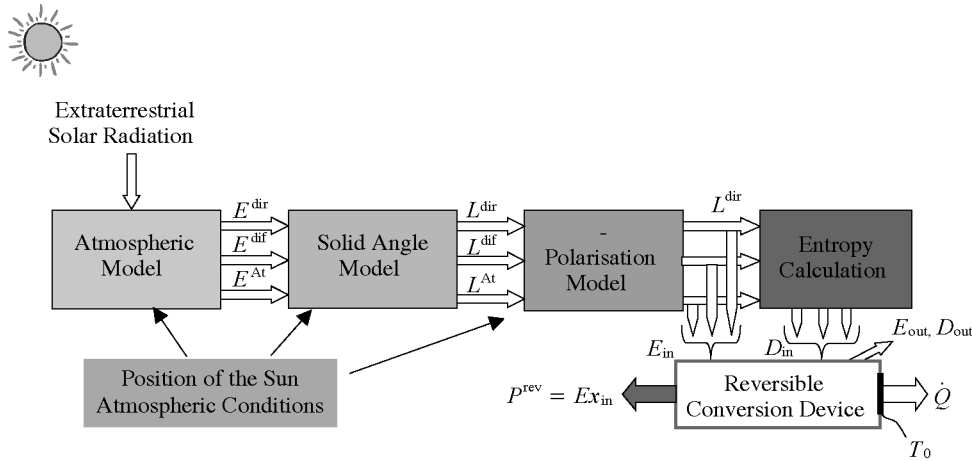 Extraterrestrial
Solar Radiation
Atmospheric
Model
E^dir
E^dif
E^At
Solid Angle
Model
L^dir
L^dif
L^At
-
Polarisation
Model
L^dir
Entropy
Calculation
Position of the Sun
Atmospheric Conditions
E_in
D_in
E_out, D_out
P^rev = Ex_in
Reversible
Conversion Device
Q̇
T_0